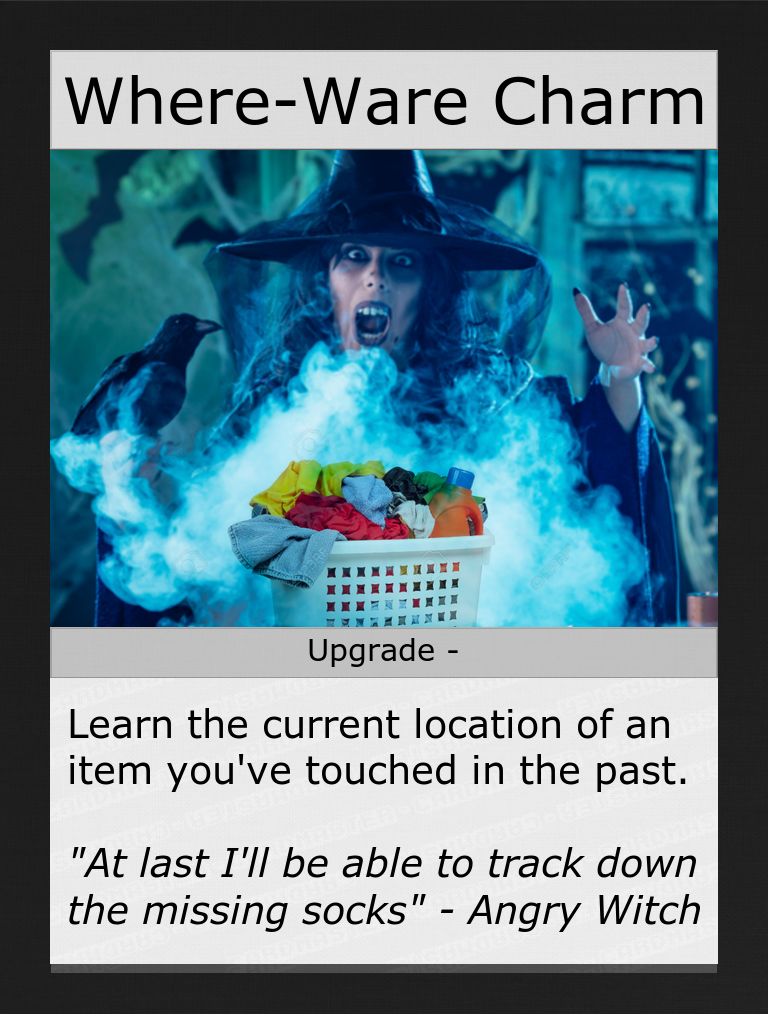 Where-Ware Charm
Upgrade -
Learn the current location of an
item you've touched in the past.
"At last I'll be able to track down
the missing socks" - Angry Witch